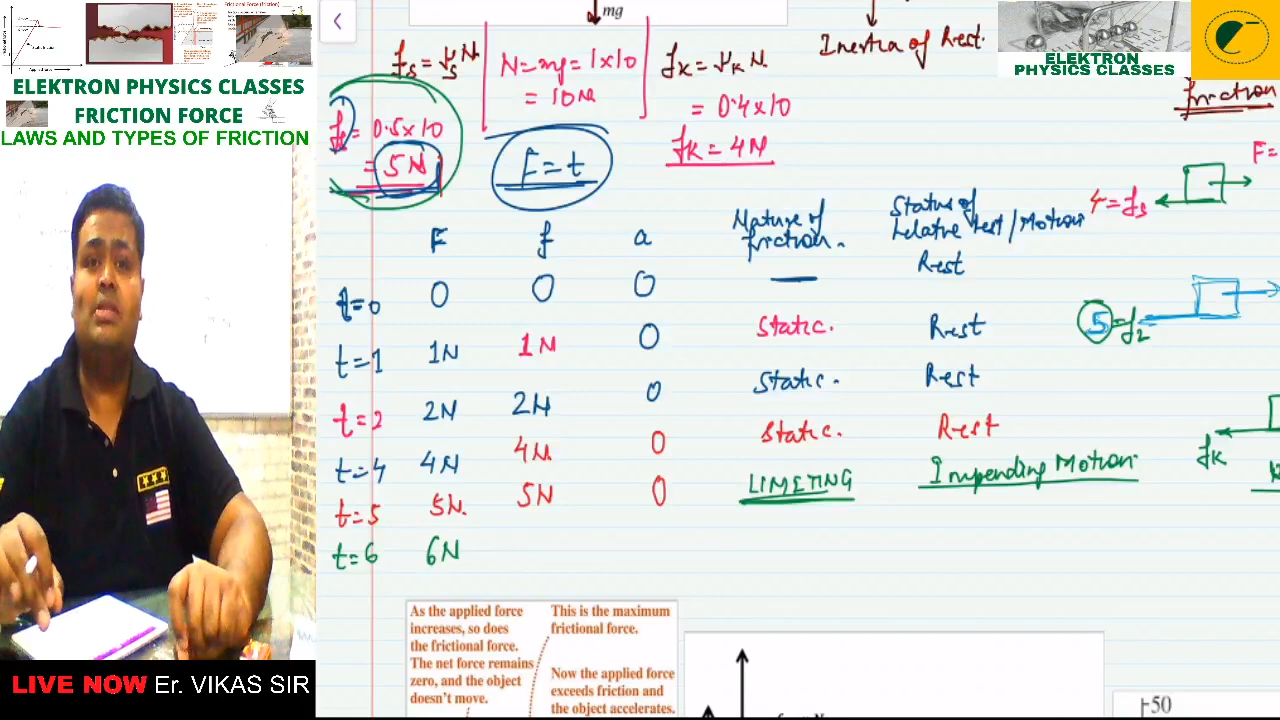 ELEKTRON PHYSICS CLASSES
FRICTION FORCE
LAWS AND TYPES OF FRICTION
Frictional Force (friction)
mg
fs = μs N
N = mg = 1×10
= 10N
fK = μK N
= 0.4×10
fK = 4N
= 0.5×10
= 5N
F = t
Inertia of Rest.
ELEKTRON
PHYSICS CLASSES
friction
F=
4 = fs
5 = f2
fK
F f a Nature of friction. Status of Relative Rest / Motion
t=0 0 0 0 — Rest
t=1 1N 1N 0 Static. Rest
t=2 2N 2N 0 Static. Rest
t=4 4N 4N 0 Static. Rest
t=5 5N. 5N 0 LIMITING Impending Motion
t=6 6N
As the applied force
increases, so does
the frictional force.
The net force remains
zero, and the object
doesn't move.
This is the maximum
frictional force.
Now the applied force
exceeds friction and
the object accelerates.
50
LIVE NOW Er. VIKAS SIR